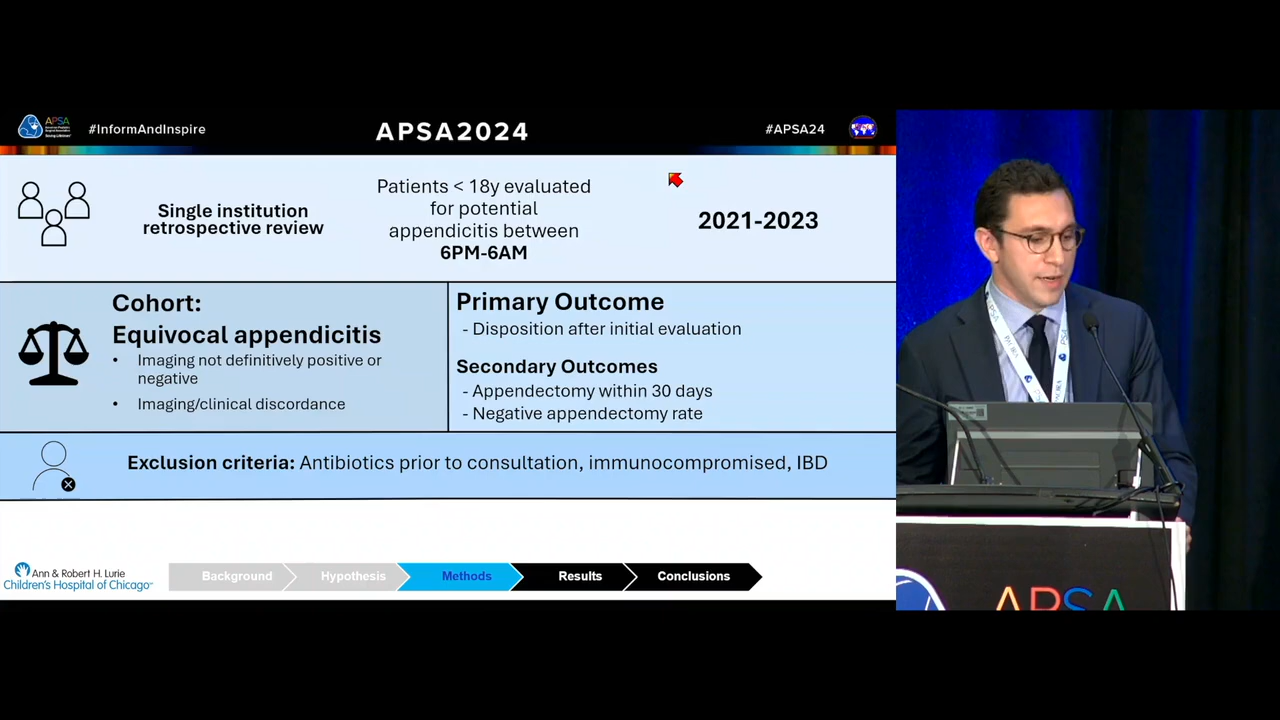 APSA
#InformAndInspire
APSA2024
#APSA24
Single institution
retrospective review
Patients < 18y evaluated
for potential
appendicitis between
6PM-6AM
2021-2023
Cohort:
Equivocal appendicitis
• Imaging not definitively positive or
negative
• Imaging/clinical discordance
Primary Outcome
- Disposition after initial evaluation
Secondary Outcomes
- Appendectomy within 30 days
- Negative appendectomy rate
Exclusion criteria: Antibiotics prior to consultation, immunocompromised, IBD
Ann & Robert H. Lurie
Children's Hospital of Chicago
Background
Hypothesis
Methods
Results
Conclusions
APSA